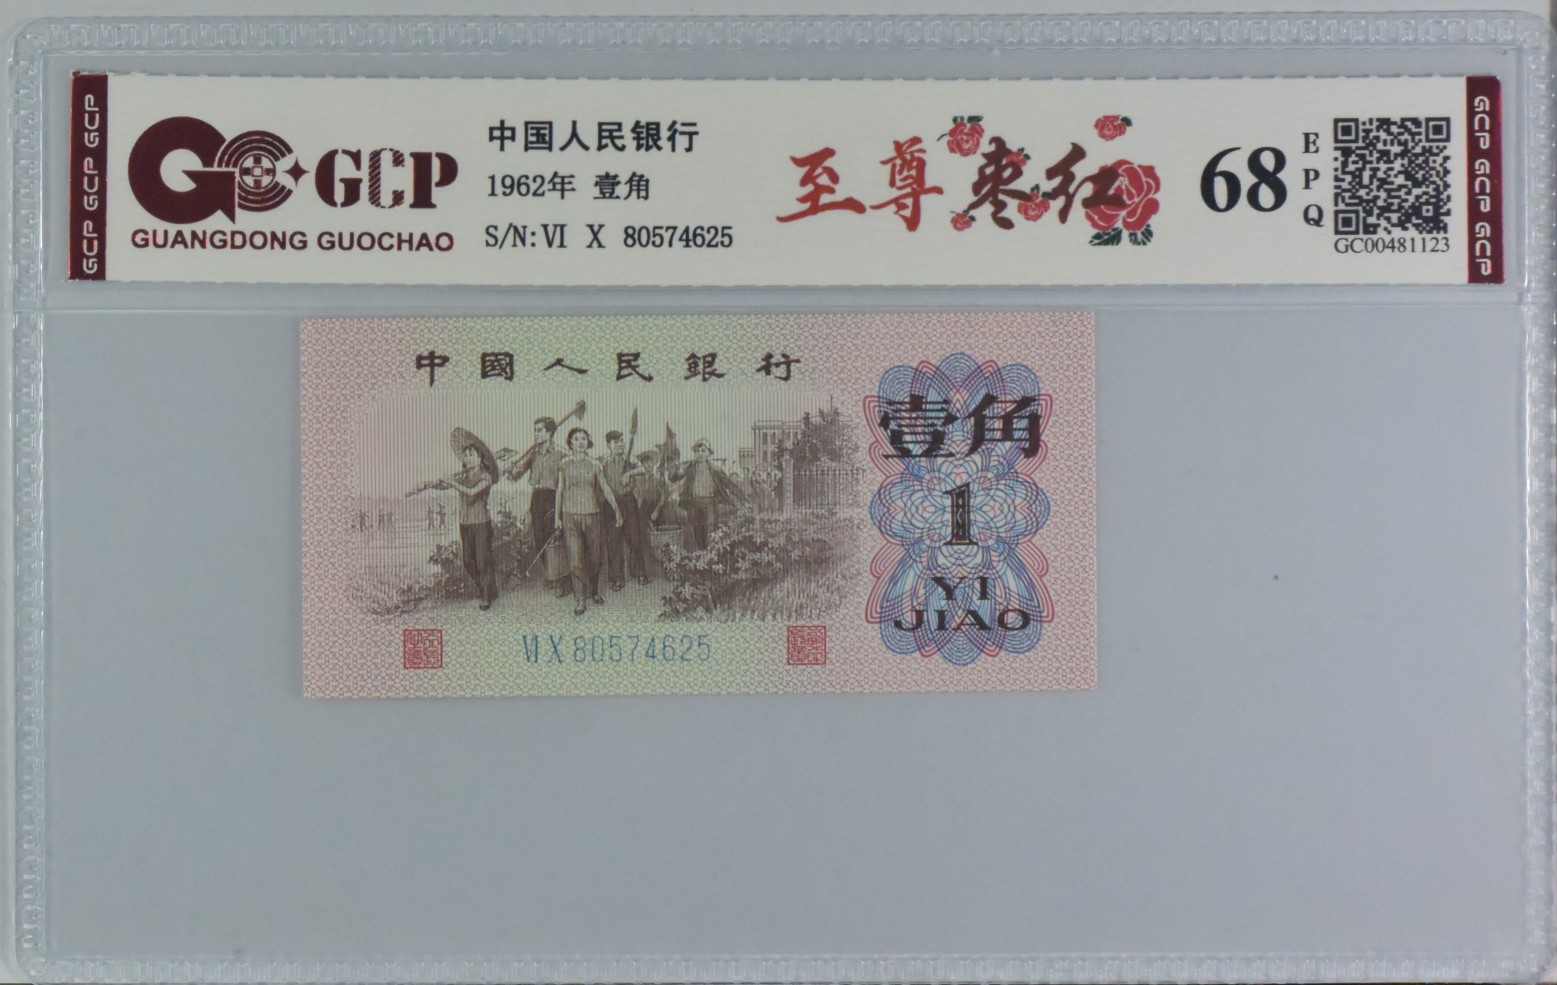 GCP GCP GCP
GCP
GUANGDONG GUOCHAO
中国人民银行
1962年 壹角
S/N:Ⅵ X 80574625
至尊枣红
68
EPQ
GC00481123
GCP GCP GCP
中國人民銀行
壹角
1
YI
JIAO
Ⅵ X 80574625